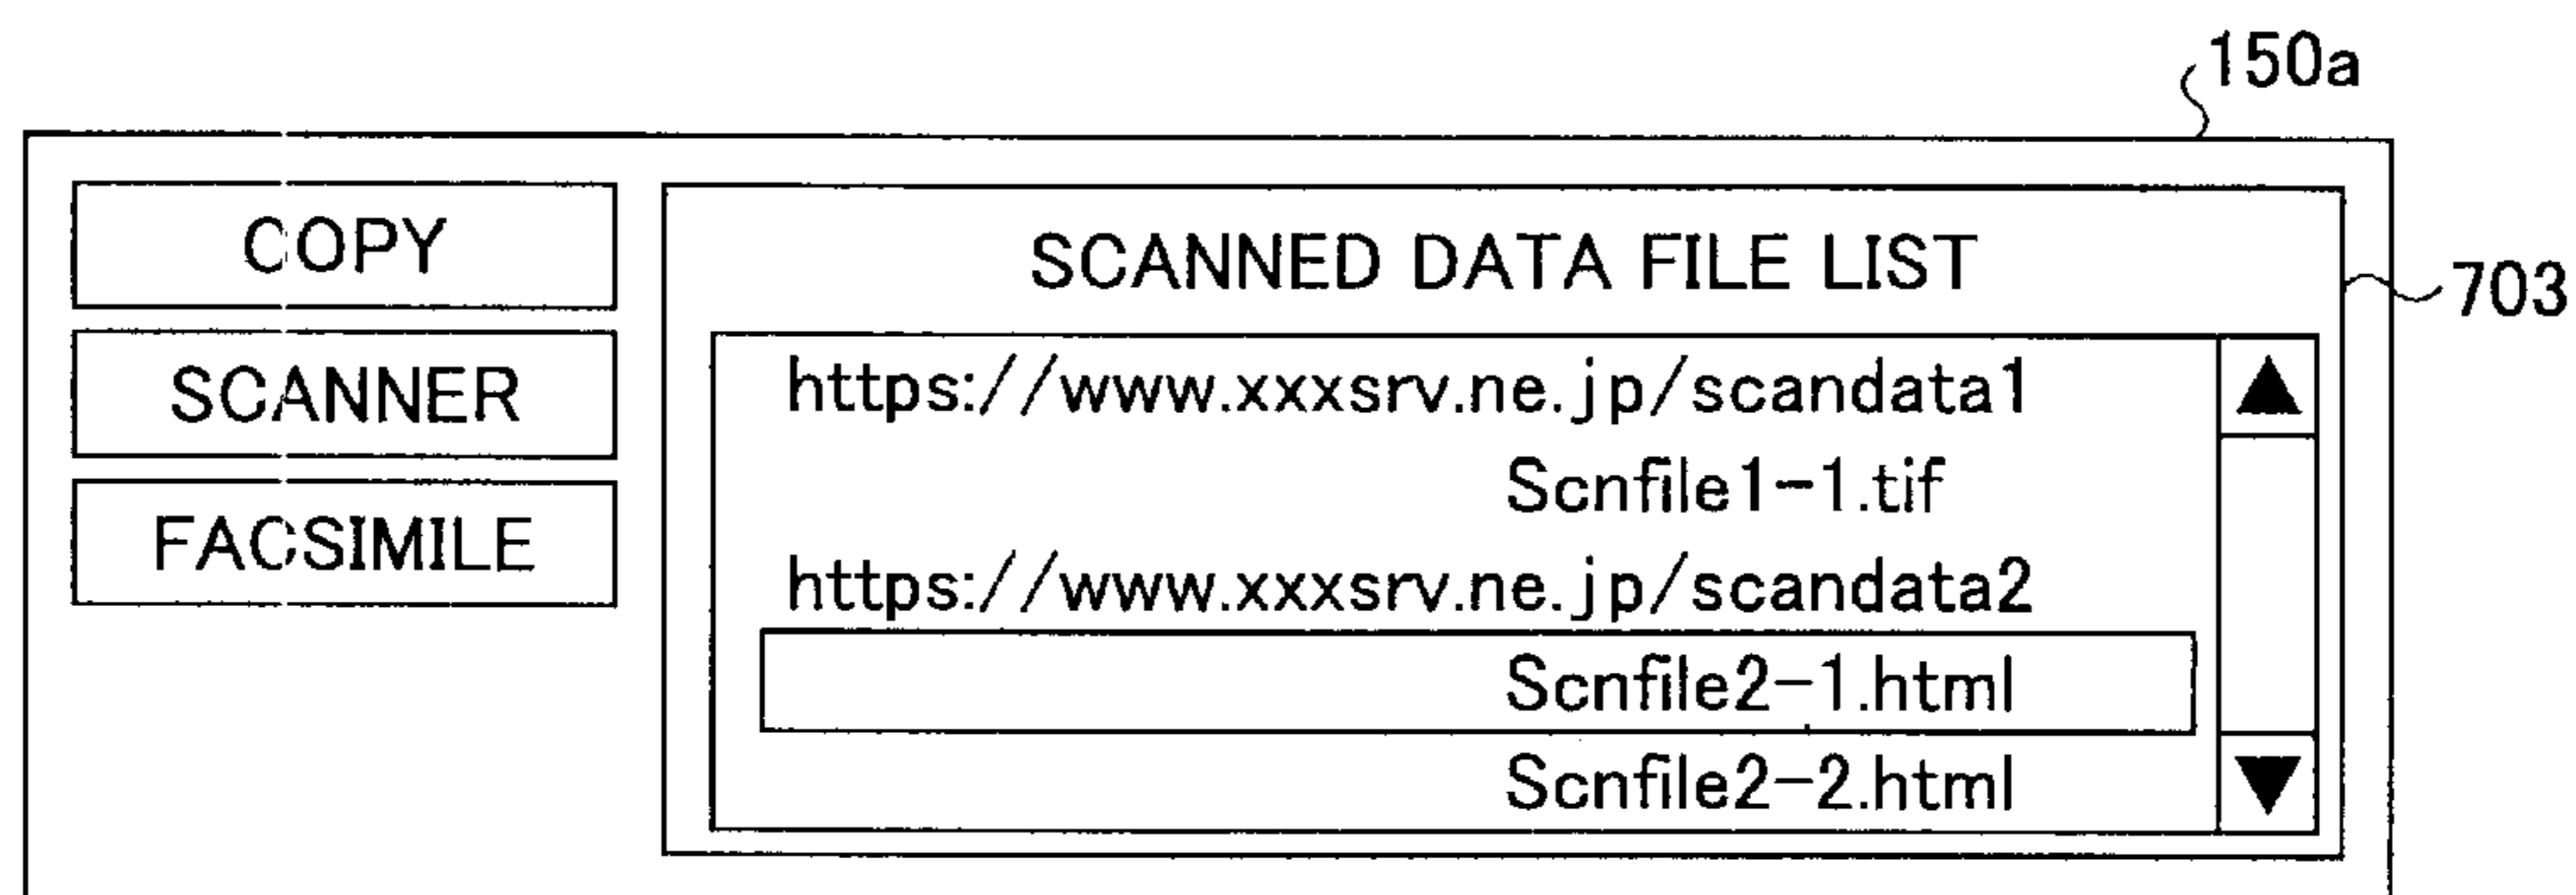 150a
COPY
SCANNER
FACSIMILE
SCANNED DATA FILE LIST
703
https://www.xxxsrv.ne.jp/scandata1
Scnfile1-1.tif
https://www.xxxsrv.ne.jp/scandata2
Scnfile2-1.html
Scnfile2-2.html